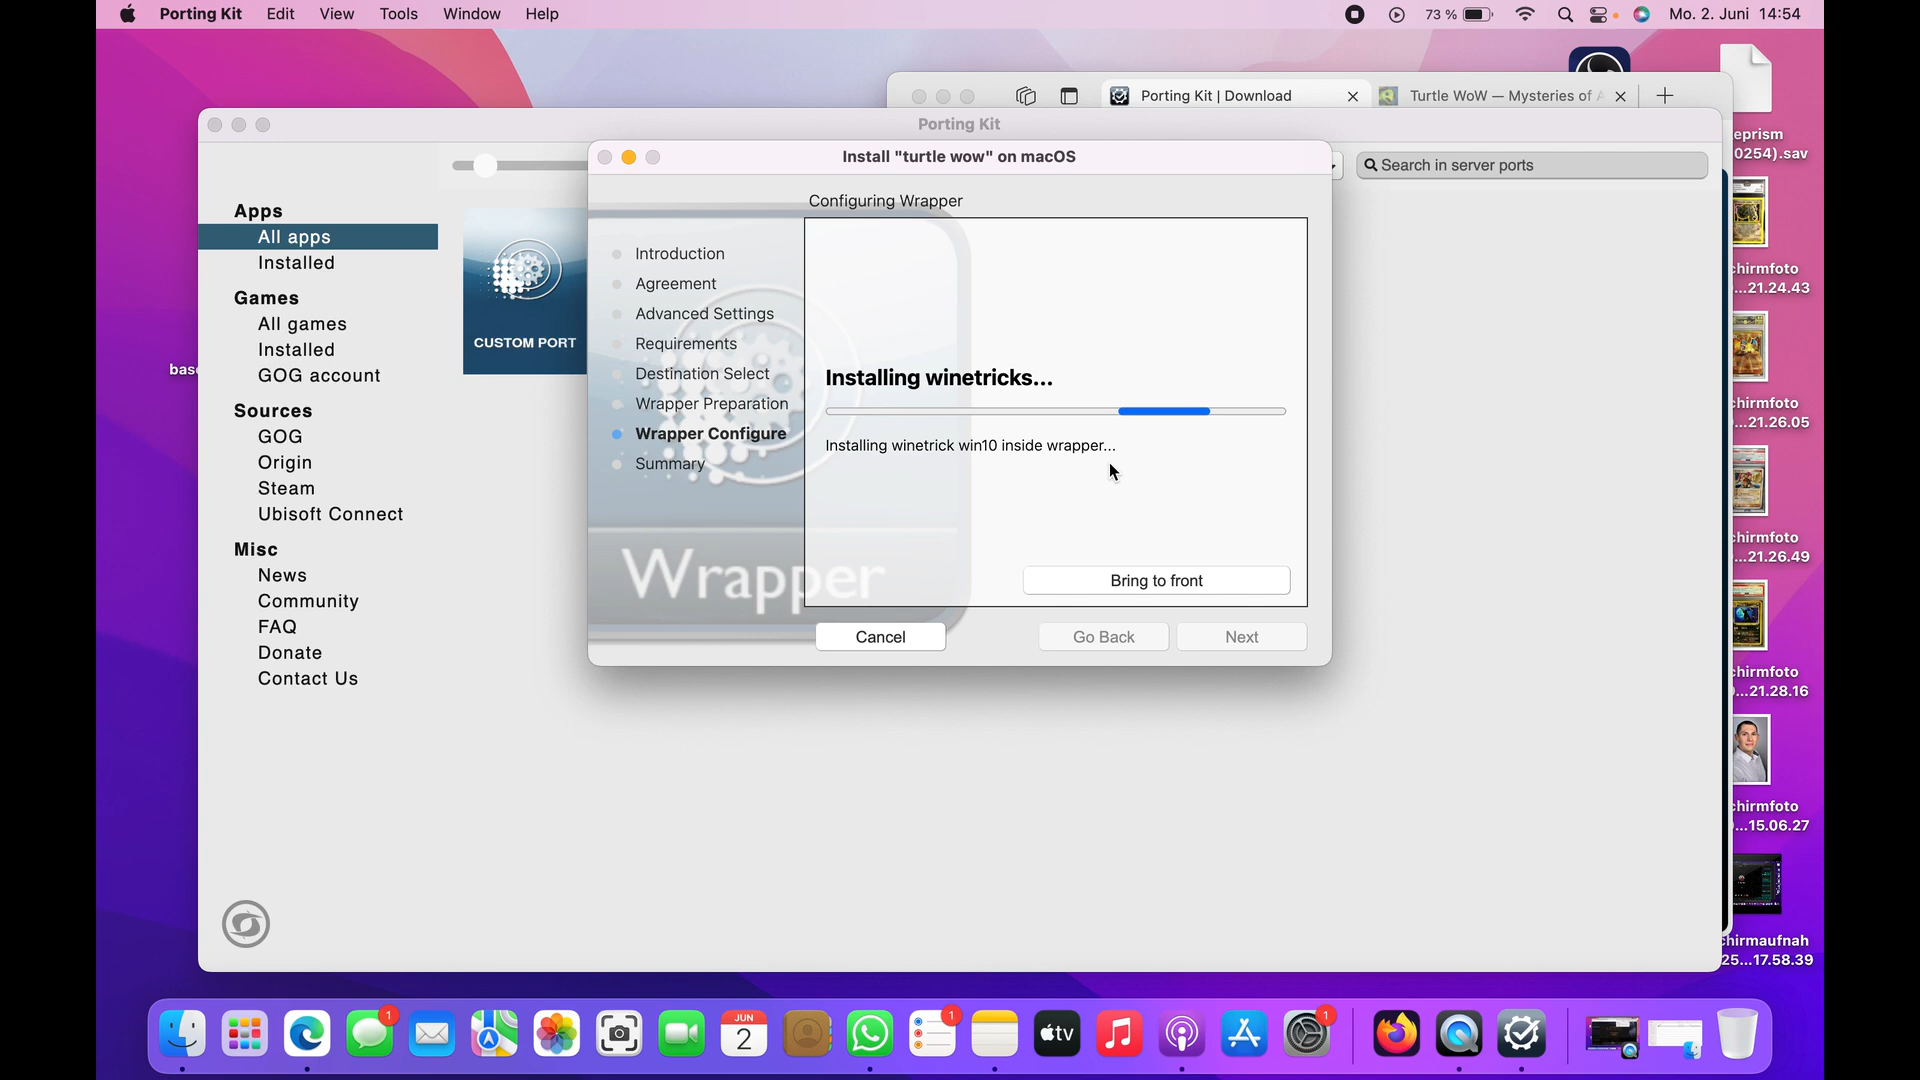 Porting Kit Edit View Tools Window Help
73 % Mo. 2. Juni 14:54
Porting Kit | Download
Turtle WoW — Mysteries of
Porting Kit
Install "turtle wow" on macOS
Search in server ports
Configuring Wrapper
Apps
All apps
Installed
Games
All games
Installed
GOG account
Sources
GOG
Origin
Steam
Ubisoft Connect
Misc
News
Community
FAQ
Donate
Contact Us
CUSTOM PORT
Introduction
Agreement
Advanced Settings
Requirements
Destination Select
Wrapper Preparation
Wrapper Configure
Summary
Wrapper
Installing winetricks...
Installing winetrick win10 inside wrapper...
Bring to front
Cancel
Go Back
Next
bas
eprism
0254).sav
hirmfoto
...21.24.43
hirmfoto
...21.26.05
hirmfoto
...21.26.49
hirmfoto
...21.28.16
hirmfoto
...15.06.27
hirmaufnah
25...17.58.39
1
JUN
2
1
tv
1